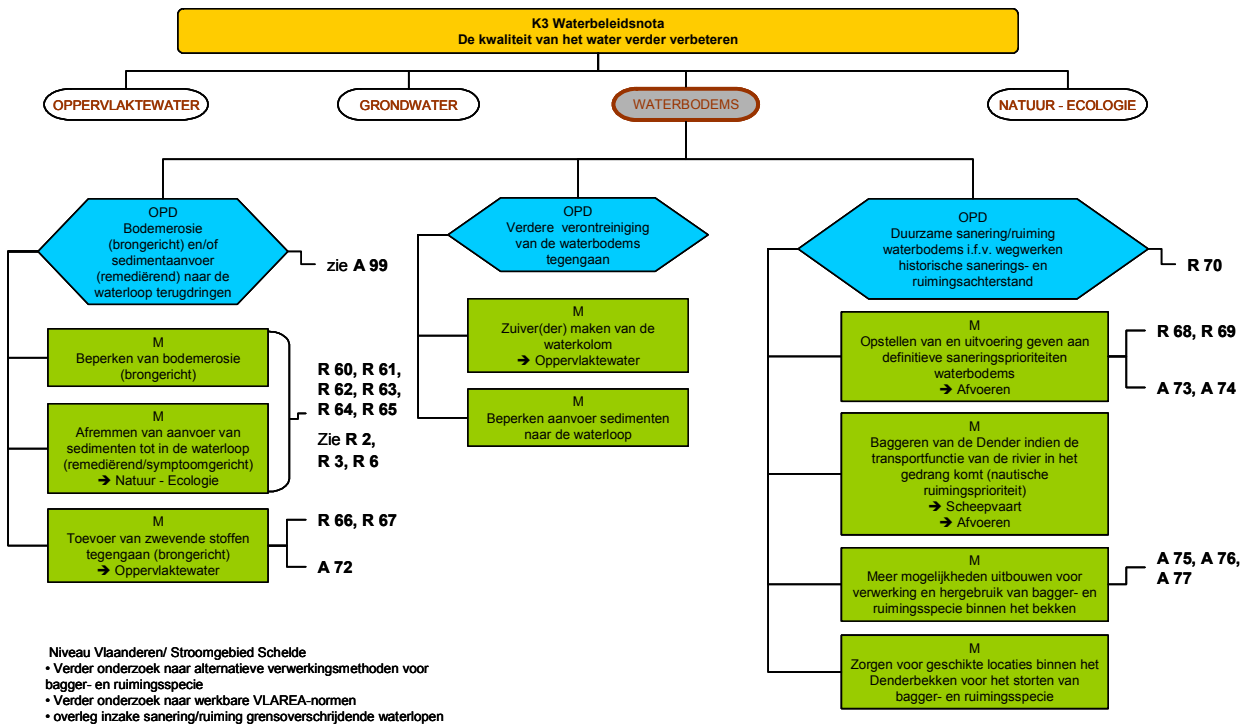 K3 Waterbeleidsnota
De kwaliteit van het water verder verbeteren
OPPERVLAKTEWATER
GRONDWATER
WATERBODEMS
NATUUR - ECOLOGIE
OPD
Bodemerosie
(brongericht) en/of
sedimentaanvoer
(remediërend) naar de
waterloop terugdringen
zie A 99
M
Beperken van bodemerosie
(brongericht)
M
Afremmen van aanvoer van
sedimenten tot in de waterloop
(remediërend/symptoomgericht)
➔ Natuur - Ecologie
R 60, R 61,
R 62, R 63,
R 64, R 65
Zie R 2,
R 3, R 6
M
Toevoer van zwevende stoffen
tegengaan (brongericht)
➔ Oppervlaktewater
R 66, R 67
A 72
OPD
Verdere verontreiniging
van de waterbodems
tegengaan
M
Zuiver(der) maken van de
waterkolom
➔ Oppervlaktewater
M
Beperken aanvoer sedimenten
naar de waterloop
OPD
Duurzame sanering/ruiming
waterbodems i.f.v. wegwerken
historische sanerings- en
ruimingsachterstand
R 70
M
Opstellen van en uitvoering geven aan
definitieve saneringsprioriteiten
waterbodems
➔ Afvoeren
R 68, R 69
A 73, A 74
M
Baggeren van de Dender indien de
transportfunctie van de rivier in het
gedrang komt (nautische
ruimingsprioriteit)
➔ Scheepvaart
➔ Afvoeren
M
Meer mogelijkheden uitbouwen voor
verwerking en hergebruik van bagger- en
ruimingsspecie binnen het bekken
A 75, A 76,
A 77
M
Zorgen voor geschikte locaties binnen het
Denderbekken voor het storten van
bagger- en ruimingsspecie
Niveau Vlaanderen/ Stroomgebied Schelde
• Verder onderzoek naar alternatieve verwerkingsmethoden voor
bagger- en ruimingsspecie
• Verder onderzoek naar werkbare VLAREA-normen
• overleg inzake sanering/ruiming grensoverschrijdende waterlopen